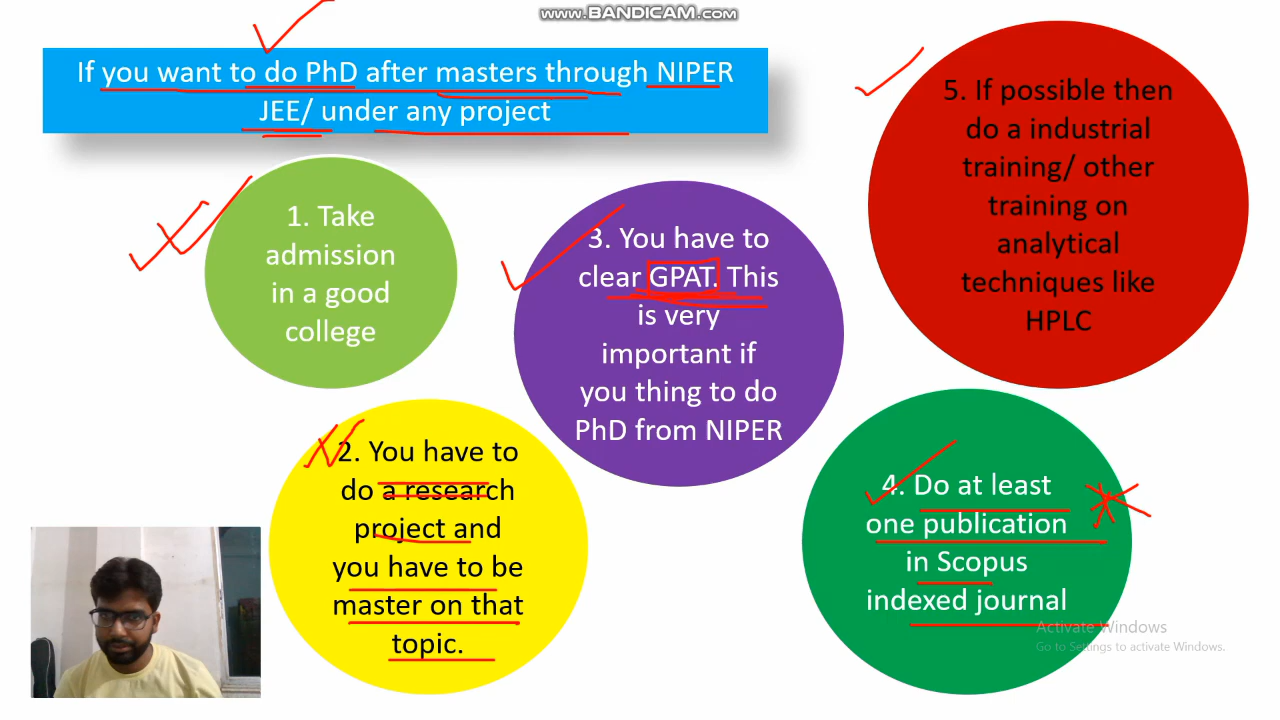 www.BANDICAM.com
If you want to do PhD after masters through NIPER
JEE/ under any project
1. Take
admission
in a good
college
2. You have to
do a research
project and
you have to be
master on that
topic.
3. You have to
clear GPAT. This
is very
important if
you thing to do
PhD from NIPER
4. Do at least
one publication
in Scopus
indexed journal
5. If possible then
do a industrial
training/ other
training on
analytical
techniques like
HPLC
Activate Windows
Go to Settings to activate Windows.